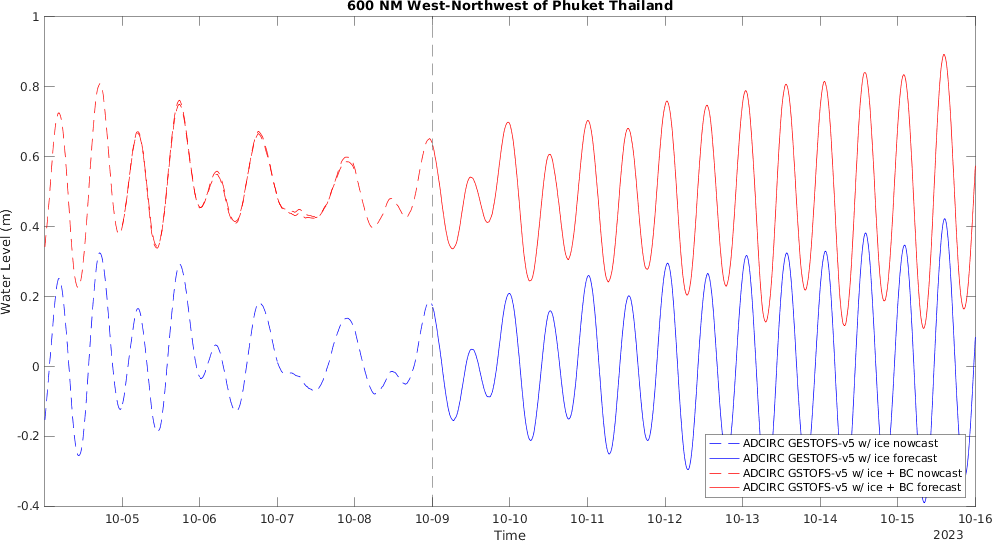 600 NM West-Northwest of Phuket Thailand
Water Level (m)
1
0.8
0.6
0.4
0.2
0
-0.2
-0.4
ADCIRC GESTOFS-v5 w/ ice nowcast
ADCIRC GESTOFS-v5 w/ ice forecast
ADCIRC GSTOFS-v5 w/ ice + BC nowcast
ADCIRC GSTOFS-v5 w/ ice + BC forecast
10-05 10-06 10-07 10-08 10-09 10-10 10-11 10-12 10-13 10-14 10-15 10-16
Time
2023